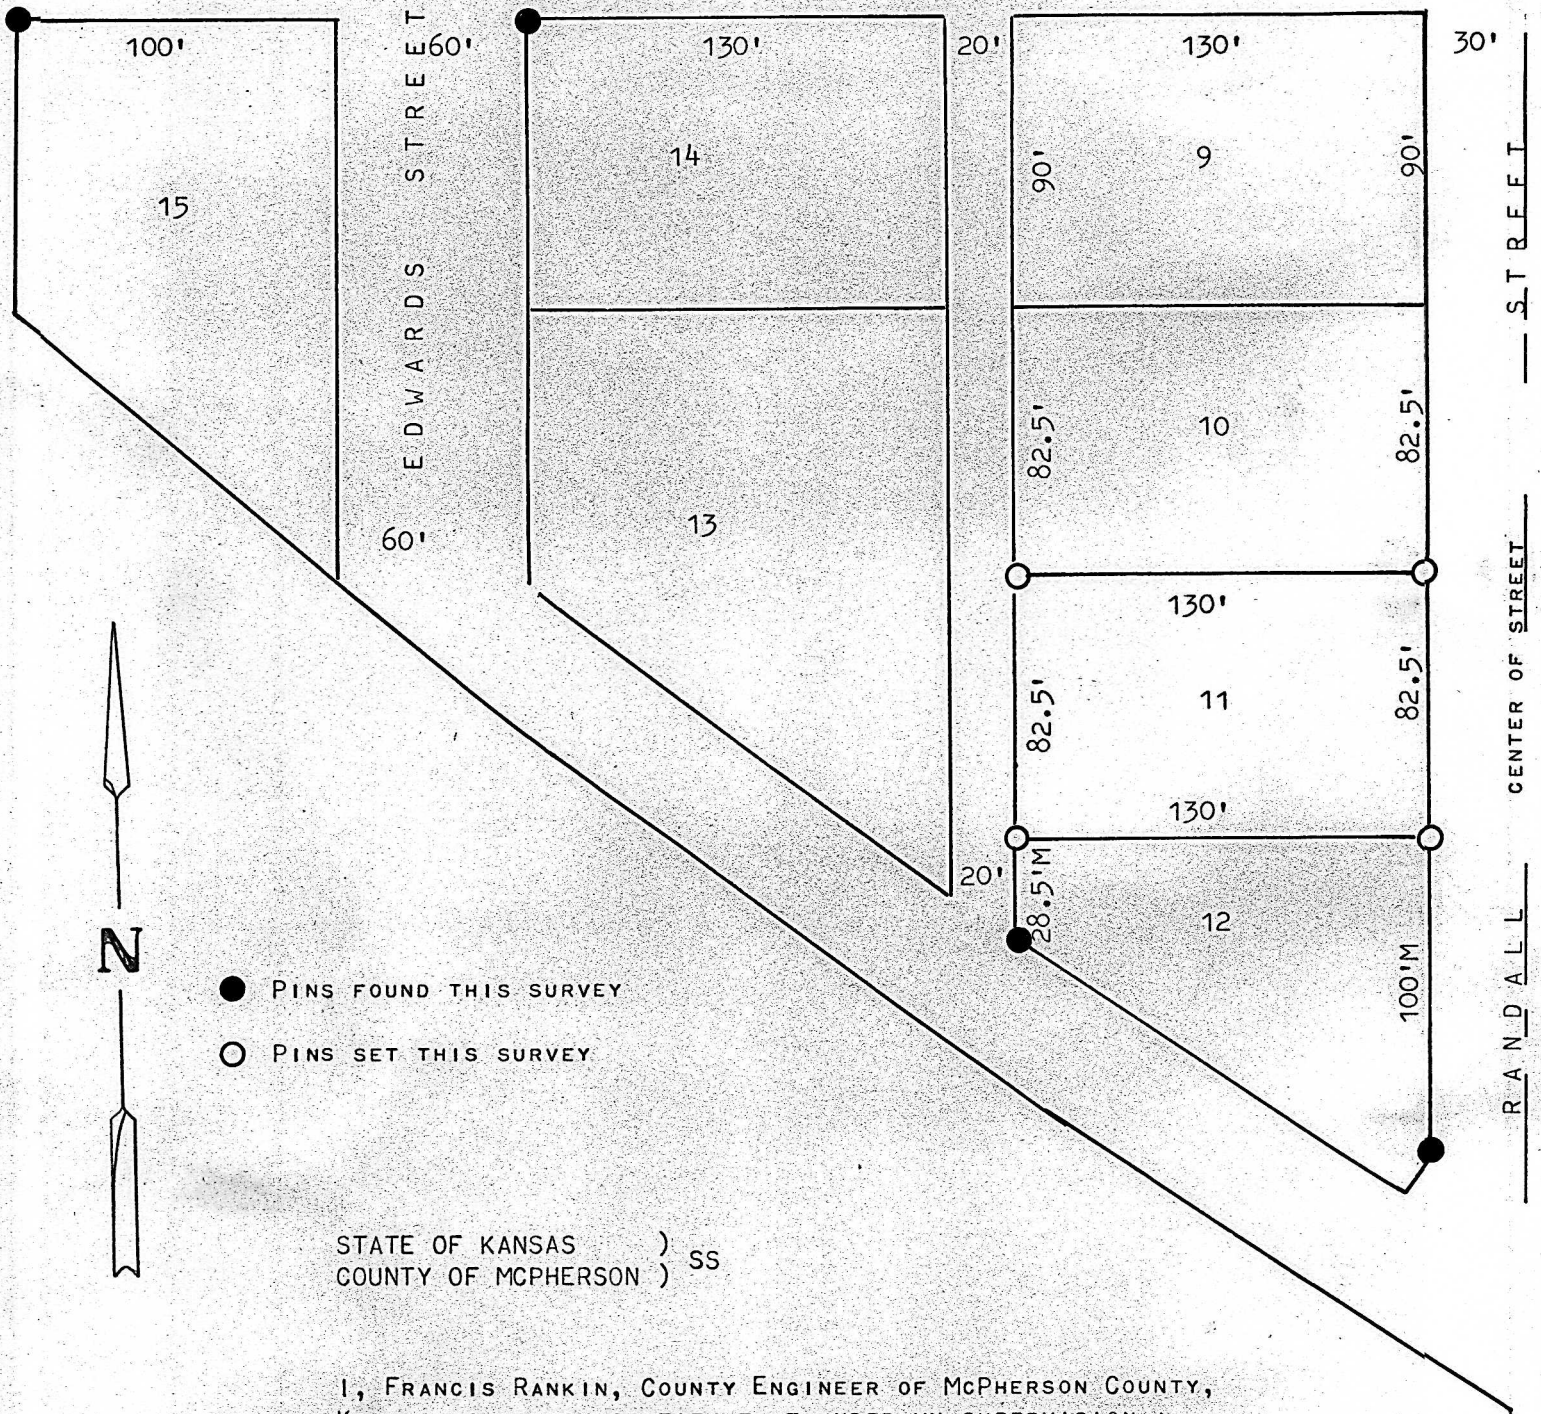 100'
60'
130'
20'
130'
30'
EDWARDS STREET
STREET
14
9
90'
90'
15
82.5'
10
82.5'
13
60'
130'
CENTER OF STREET
82.5'
11
82.5'
130'
20'
28.5'M
12
100'M
RANDALL
N
PINS FOUND THIS SURVEY
PINS SET THIS SURVEY
STATE OF KANSAS )
COUNTY OF MCPHERSON ) SS
I, FRANCIS RANKIN, COUNTY ENGINEER OF MCPHERSON COUNTY,